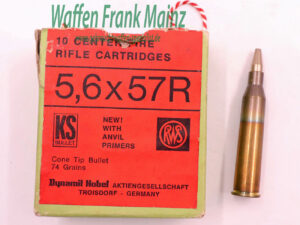 Waffen Frank Mainz
10 CENTER FIRE
RIFLE CARTRIDGES
5,6x57R
KS
BULLET
NEW!
WITH
ANVIL
PRIMERS
RWS
Cone Tip Bullet
74 Grains
Dynamit Nobel AKTIENGESELLSCHAFT
TROISDORF - GERMANY